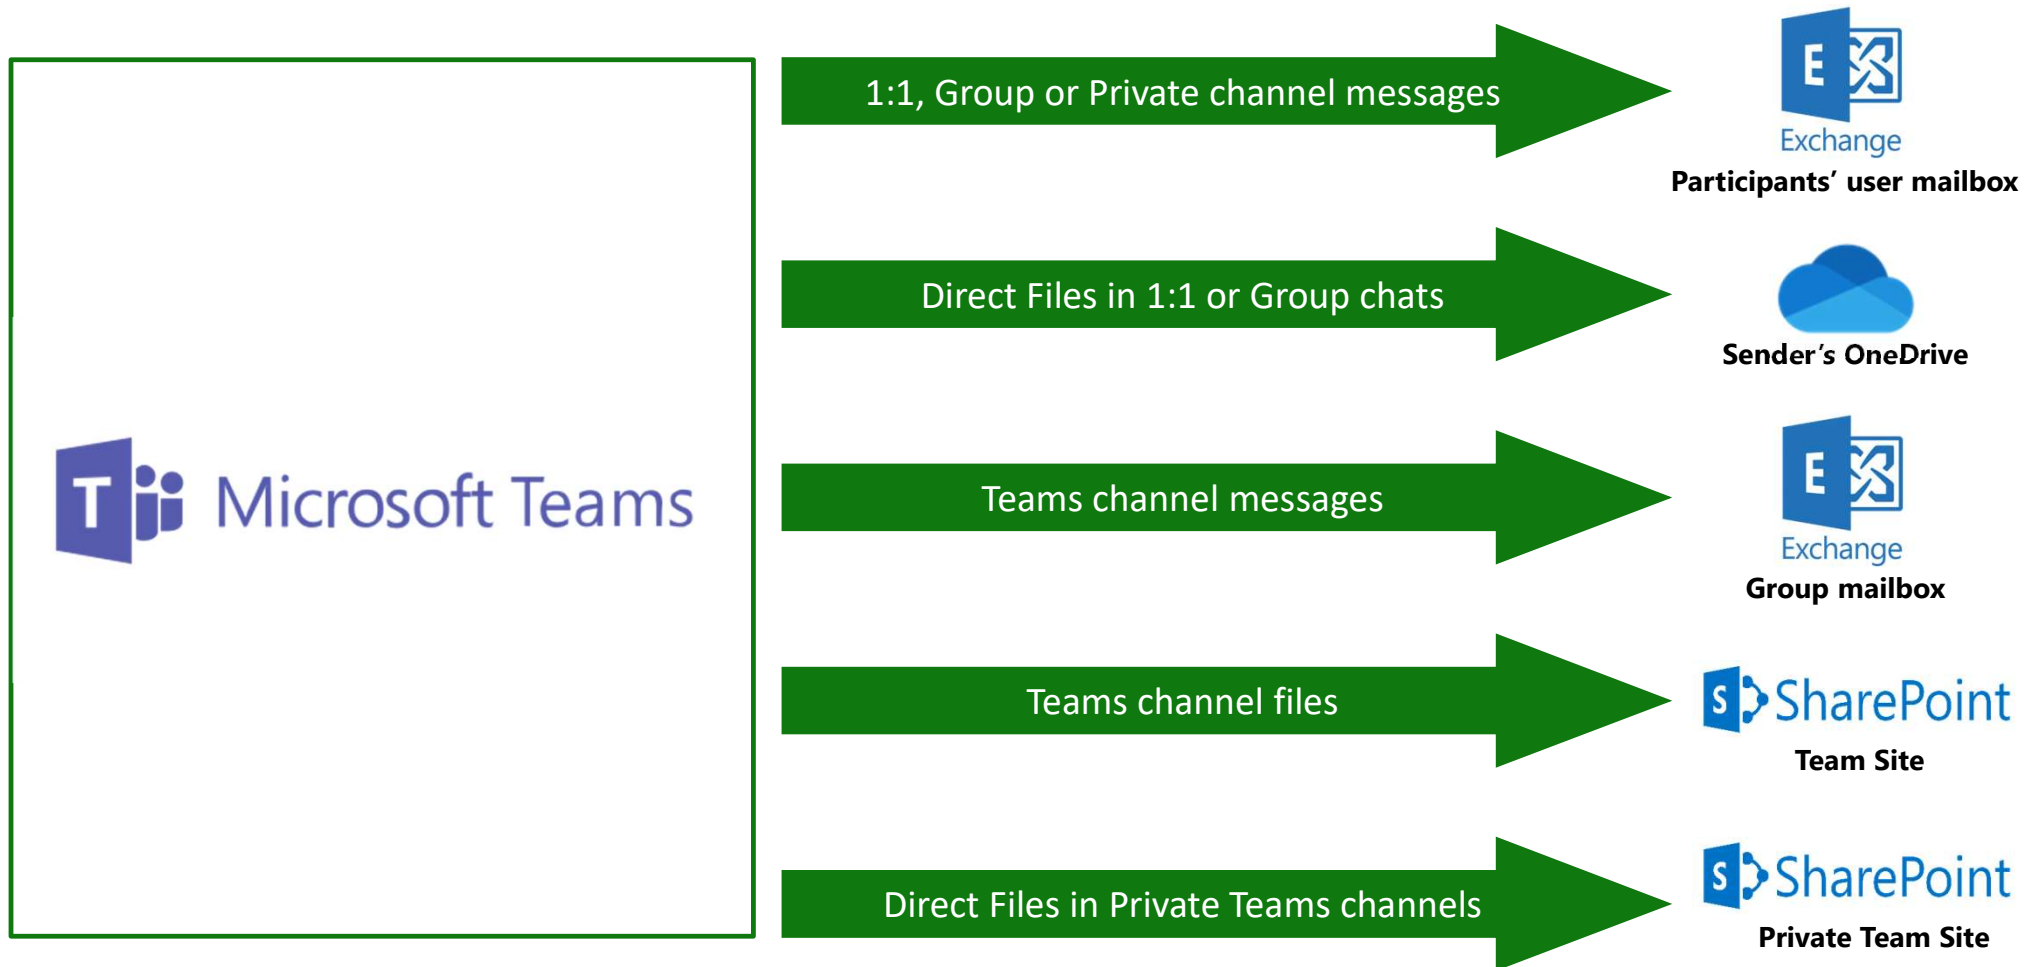 1:1, Group or Private channel messages
E
Exchange
Participants’ user mailbox
Direct Files in 1:1 or Group chats
Sender’s OneDrive
T Microsoft Teams
Teams channel messages
E
Exchange
Group mailbox
Teams channel files
S SharePoint
Team Site
Direct Files in Private Teams channels
S SharePoint
Private Team Site